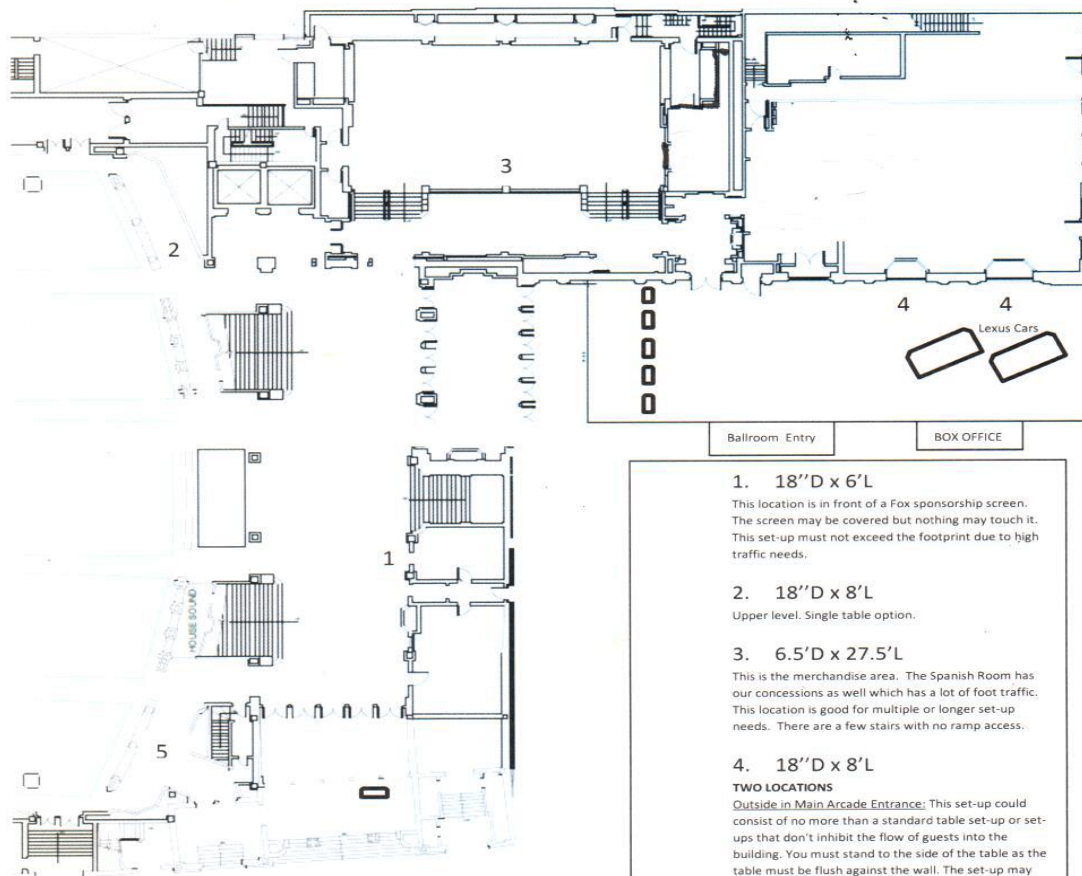 3
2
4 4
Lexus Cars
Ballroom Entry
BOX OFFICE
1
HOUSE SOUND
5
1. 18’’D x 6’L
This location is in front of a Fox sponsorship screen.
The screen may be covered but nothing may touch it.
This set-up must not exceed the footprint due to high
traffic needs.
2. 18’’D x 8’L
Upper level. Single table option.
3. 6.5’D x 27.5’L
This is the merchandise area. The Spanish Room has
our concessions as well which has a lot of foot traffic.
This location is good for multiple or longer set-up
needs. There are a few stairs with no ramp access.
4. 18’’D x 8’L
TWO LOCATIONS
Outside in Main Arcade Entrance: This set-up could
consist of no more than a standard table set-up or set-
ups that don't inhibit the flow of guests into the
building. You must stand to the side of the table as the
table must be flush against the wall. The set-up may